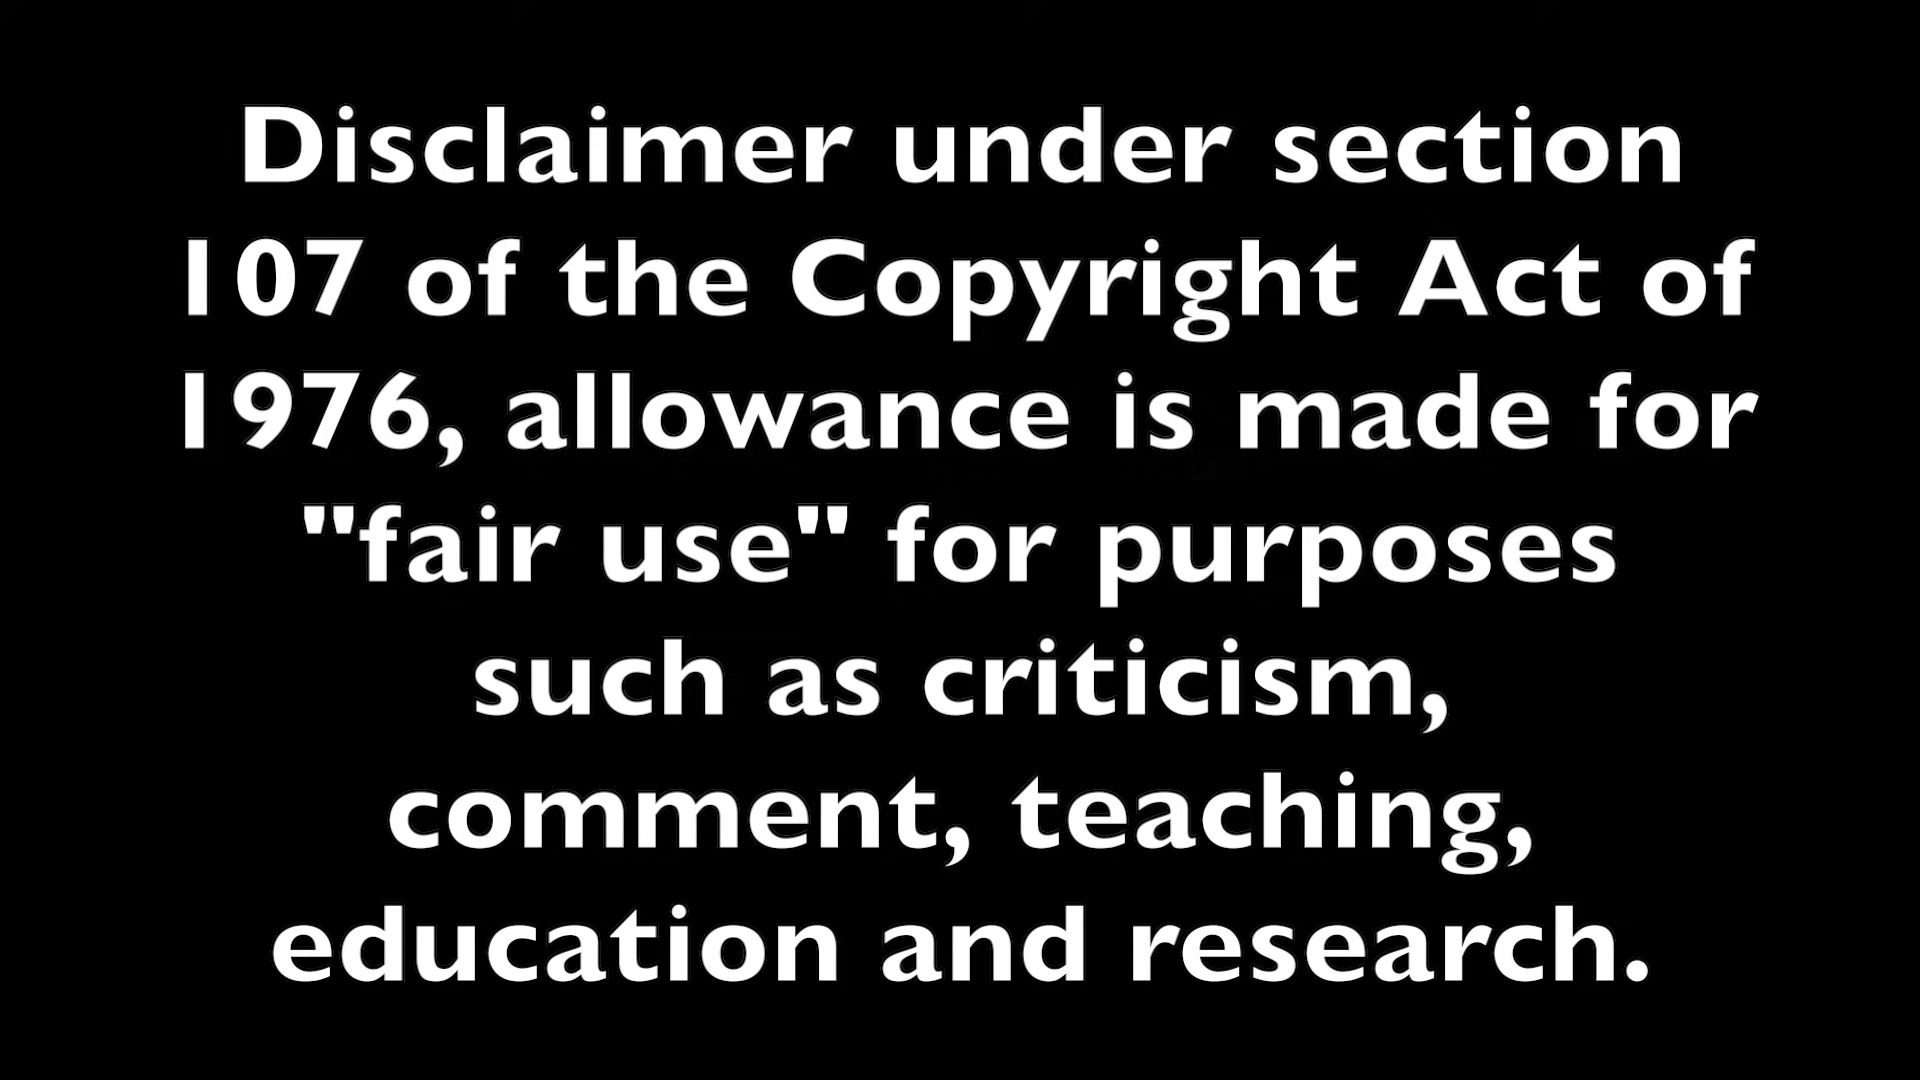 Disclaimer under section
107 of the Copyright Act of
1976, allowance is made for
"fair use" for purposes
such as criticism,
comment, teaching,
education and research.